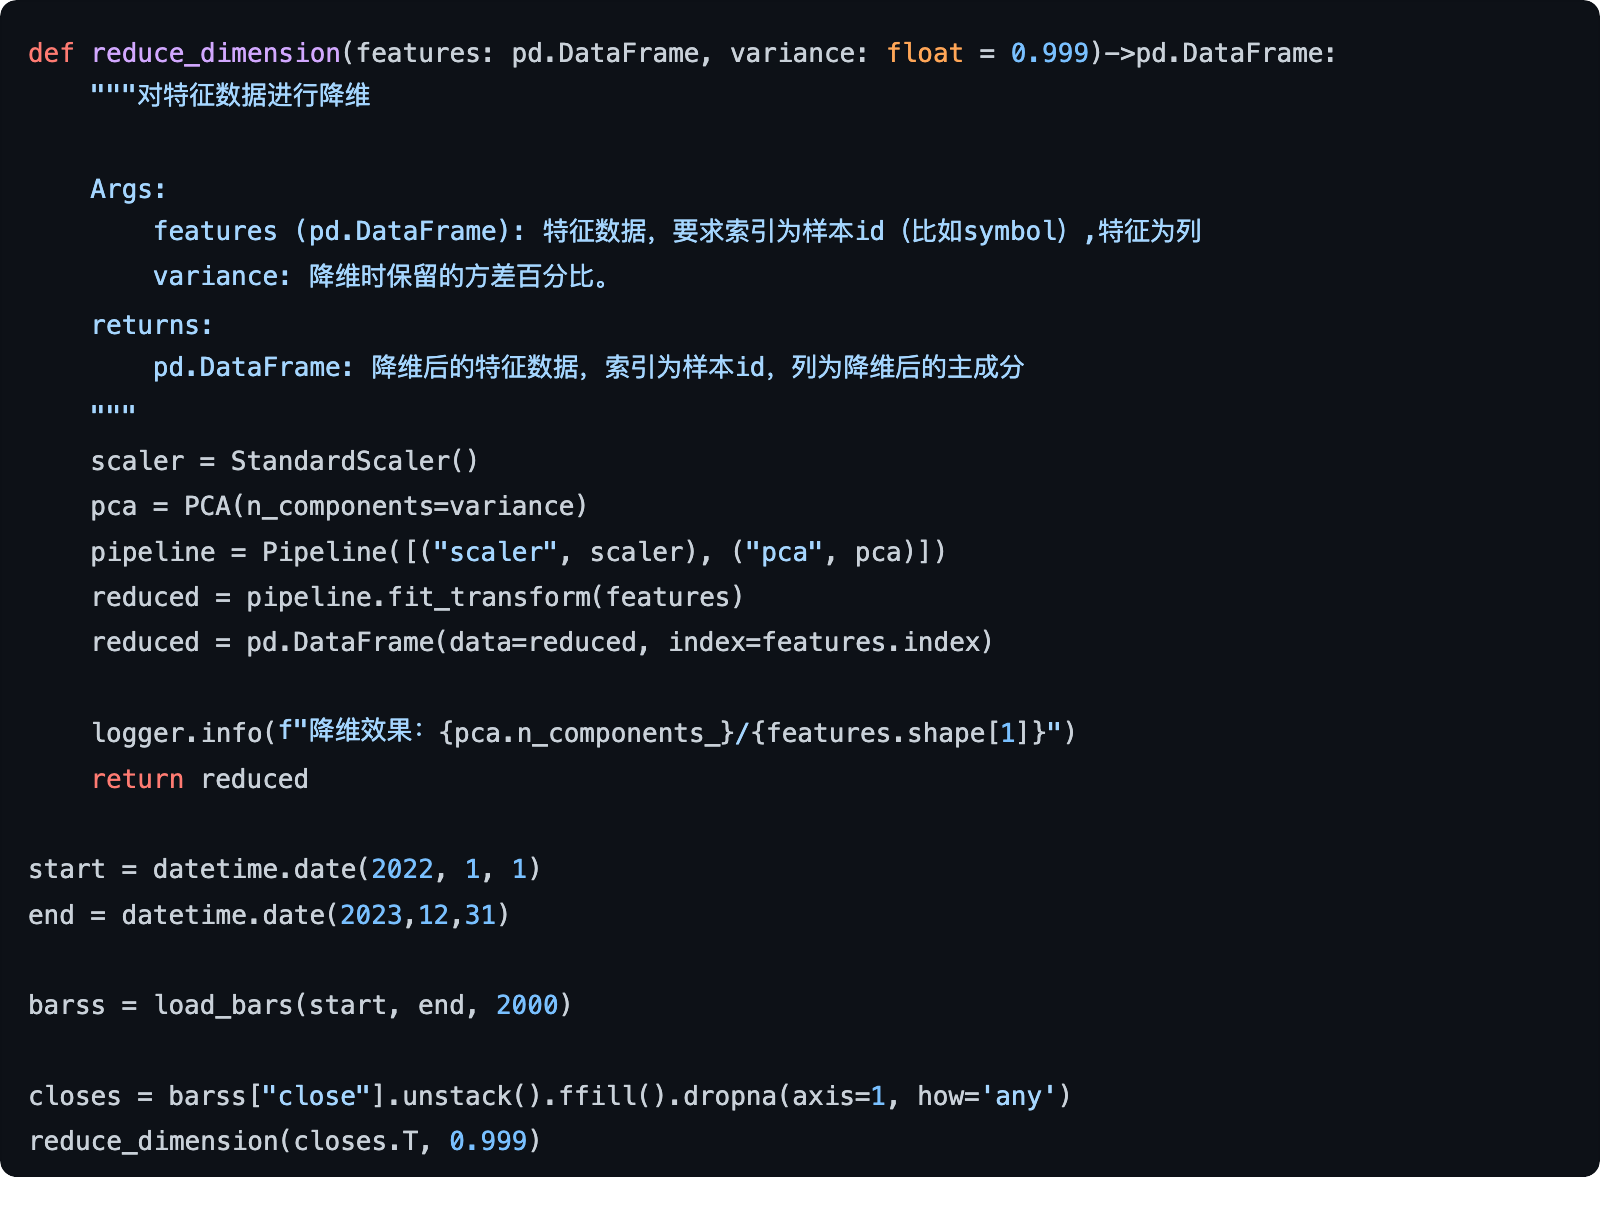 def reduce_dimension(features: pd.DataFrame, variance: float = 0.999)->pd.DataFrame:
    """对特征数据进行降维

    Args:
        features (pd.DataFrame): 特征数据，要求索引为样本id（比如symbol）,特征为列
        variance: 降维时保留的方差百分比。
    returns:
        pd.DataFrame: 降维后的特征数据，索引为样本id，列为降维后的主成分
    """
    scaler = StandardScaler()
    pca = PCA(n_components=variance)
    pipeline = Pipeline([("scaler", scaler), ("pca", pca)])
    reduced = pipeline.fit_transform(features)
    reduced = pd.DataFrame(data=reduced, index=features.index)

    logger.info(f"降维效果：{pca.n_components_}/{features.shape[1]}")
    return reduced

start = datetime.date(2022, 1, 1)
end = datetime.date(2023,12,31)

barss = load_bars(start, end, 2000)

closes = barss["close"].unstack().ffill().dropna(axis=1, how='any')
reduce_dimension(closes.T, 0.999)